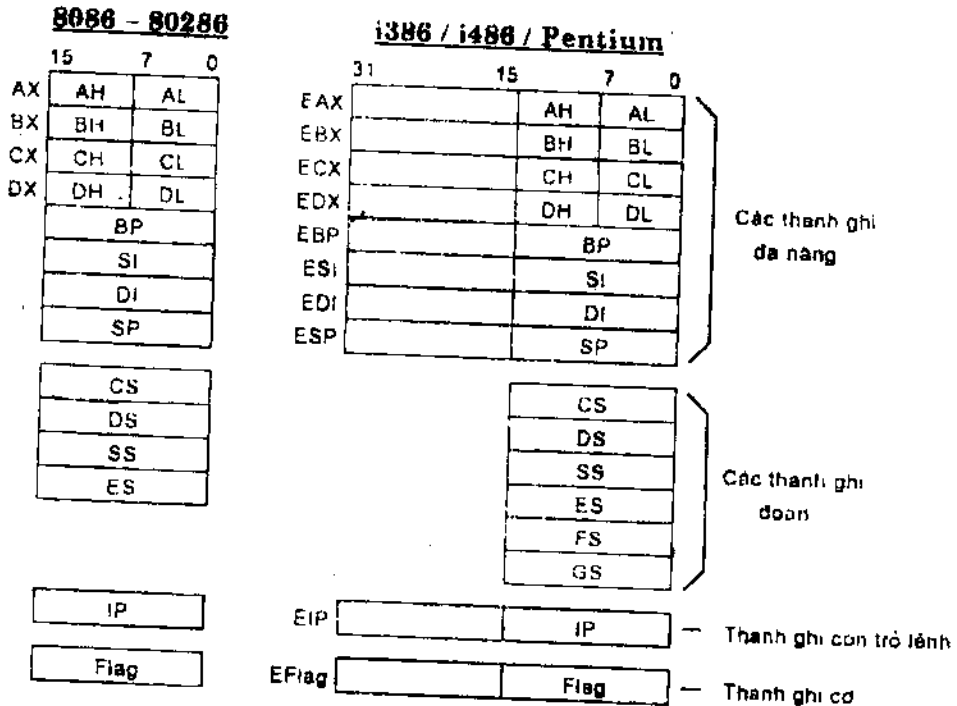 8086 - 80286
15 7 0
AX AH AL
BX BH BL
CX CH CL
DX DH DL
BP
SI
DI
SP
CS
DS
SS
ES
IP
Flag
i386 / i486 / Pentium
31 15 7 0
EAX AH AL
EBX BH BL
ECX CH CL
EDX DH DL
EBP BP
ESI SI
EDI DI
ESP SP
Các thanh ghi
đa năng
CS
DS
SS
ES
FS
GS
Các thanh ghi
đoạn
EIP IP — Thanh ghi con trỏ lệnh
EFlag Flag — Thanh ghi cờ